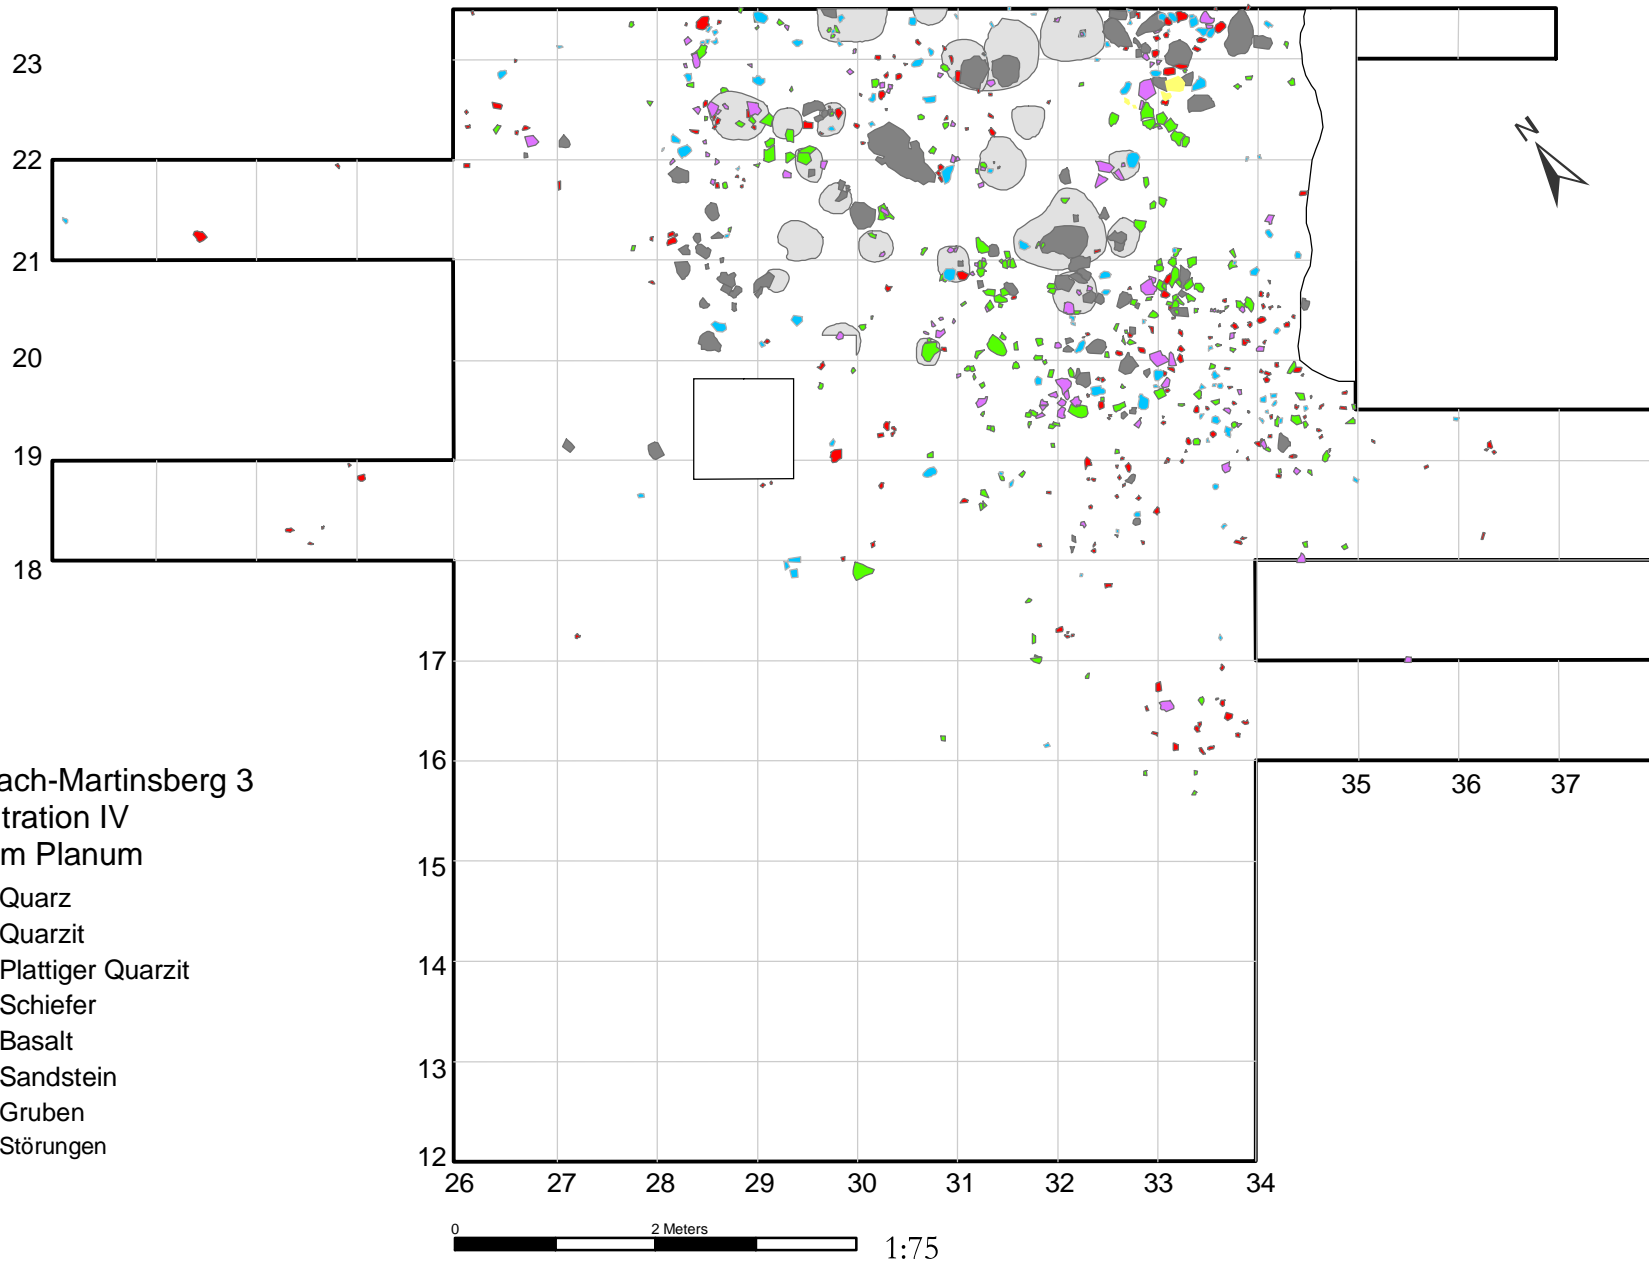 23
22
21
20
19
18
17
16
15
14
13
12
N
ach-Martinsberg 3
tration IV
m Planum
Quarz
Quarzit
Plattiger Quarzit
Schiefer
Basalt
Sandstein
Gruben
Störungen
35 36 37
26 27 28 29 30 31 32 33 34
0 2 Meters
1:75